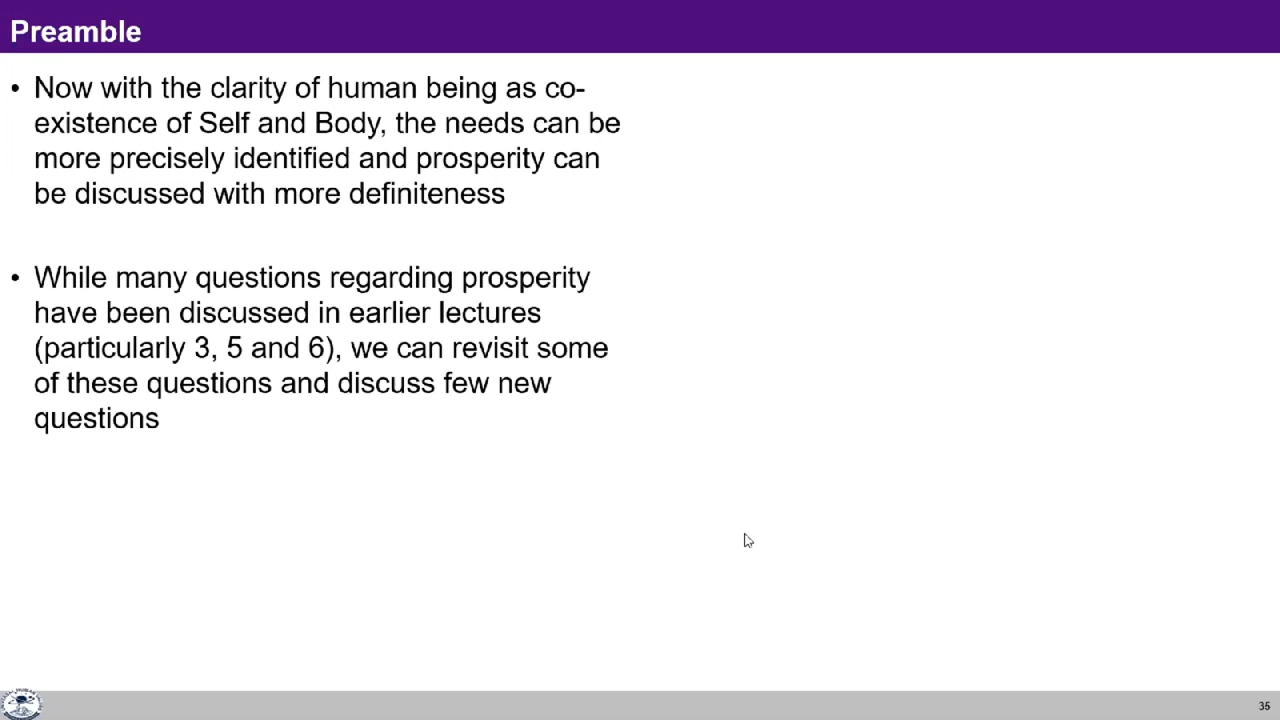 Preamble
• Now with the clarity of human being as co-
existence of Self and Body, the needs can be
more precisely identified and prosperity can
be discussed with more definiteness
• While many questions regarding prosperity
have been discussed in earlier lectures
(particularly 3, 5 and 6), we can revisit some
of these questions and discuss few new
questions
35